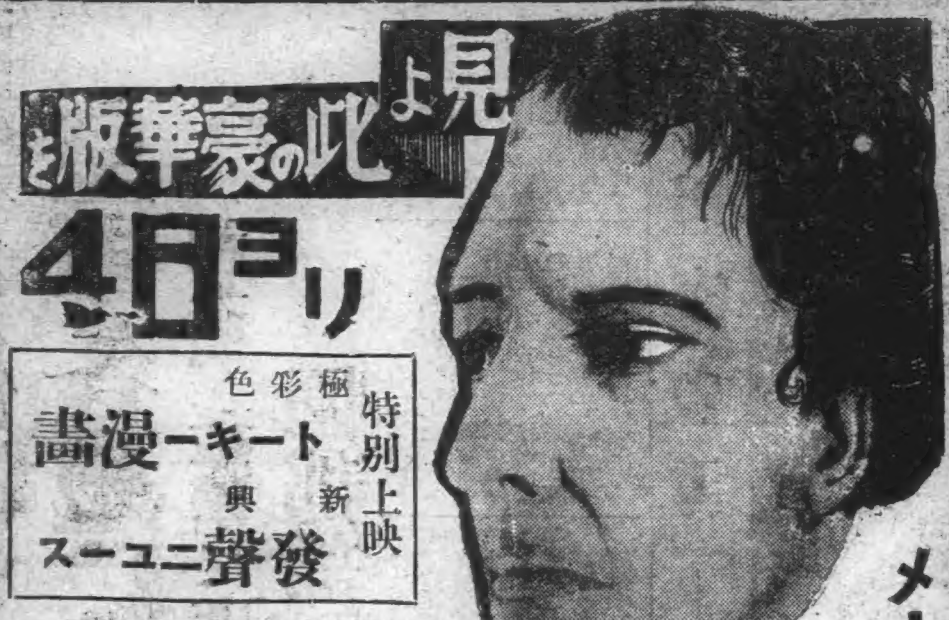 見よ此の豪華版を
4日ヨリ
特別上映
極彩色
トーキー漫畫
新興
發聲ニュース
メ